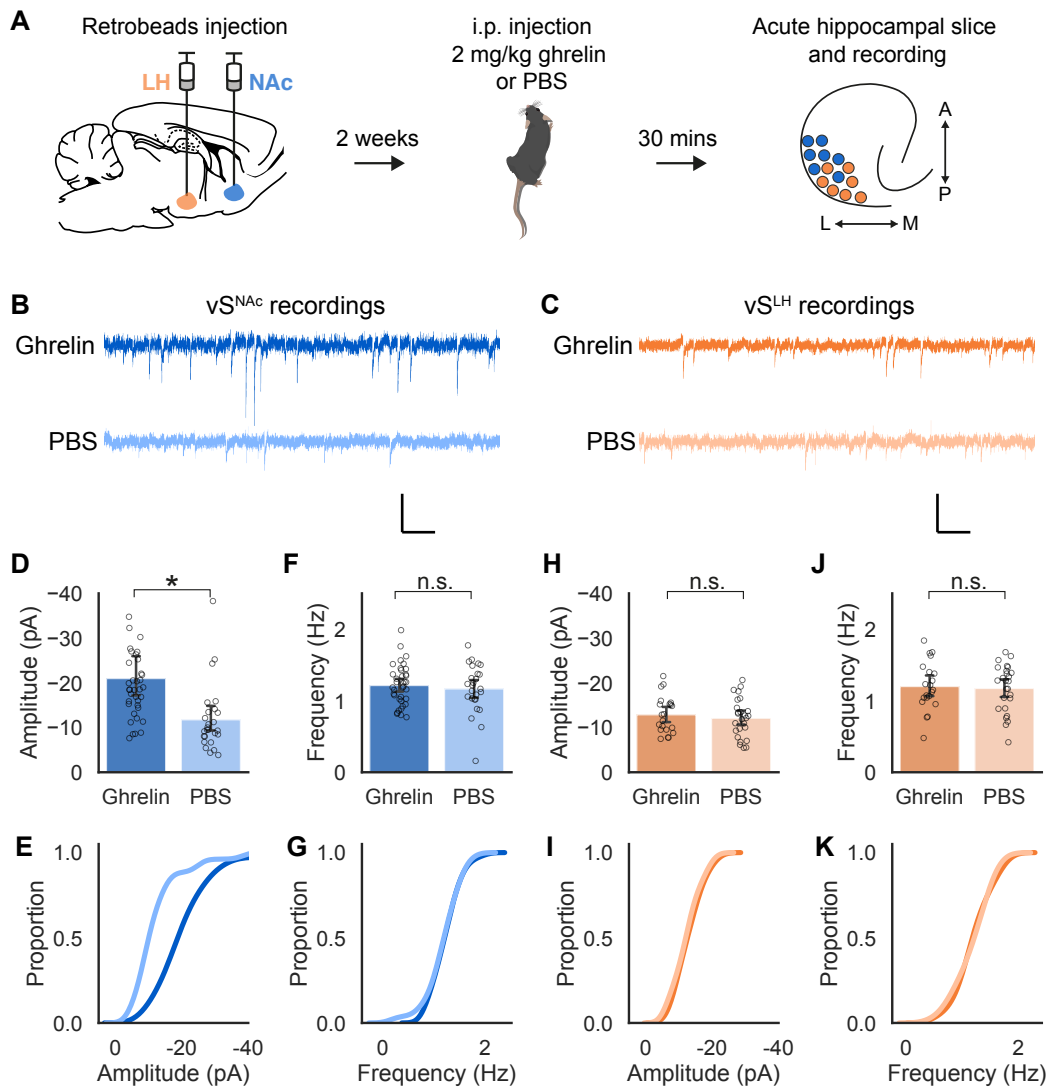 A
Retrobeads injection
LH
NAc
2 weeks
i.p. injection
2 mg/kg ghrelin
or PBS
30 mins
Acute hippocampal slice
and recording
A
P
L
M
B
vS^NAc recordings
Ghrelin
PBS
C
vS^LH recordings
Ghrelin
PBS
D
*
Amplitude (pA)
−40
−30
−20
−10
0
Ghrelin
PBS
F
n.s.
Frequency (Hz)
2
1
0
Ghrelin
PBS
H
n.s.
Amplitude (pA)
−40
−30
−20
−10
0
Ghrelin
PBS
J
n.s.
Frequency (Hz)
2
1
0
Ghrelin
PBS
E
Proportion
1.0
0.5
0.0
0
-20
-40
Amplitude (pA)
G
Proportion
1.0
0.5
0.0
0
2
Frequency (Hz)
I
Proportion
1.0
0.5
0.0
0
-20
-40
Amplitude (pA)
K
Proportion
1.0
0.5
0.0
0
2
Frequency (Hz)